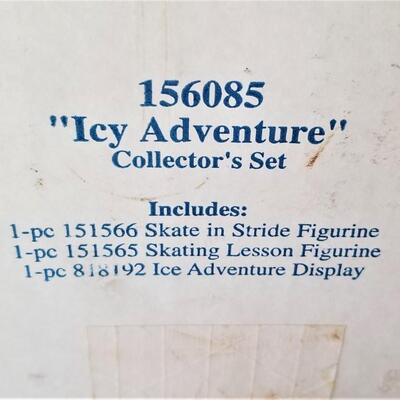 156085
"Icy Adventure"
Collector's Set
Includes:
1-pc 151566 Skate in Stride Figurine
1-pc 151565 Skating Lesson Figurine
1-pc 818192 Ice Adventure Display